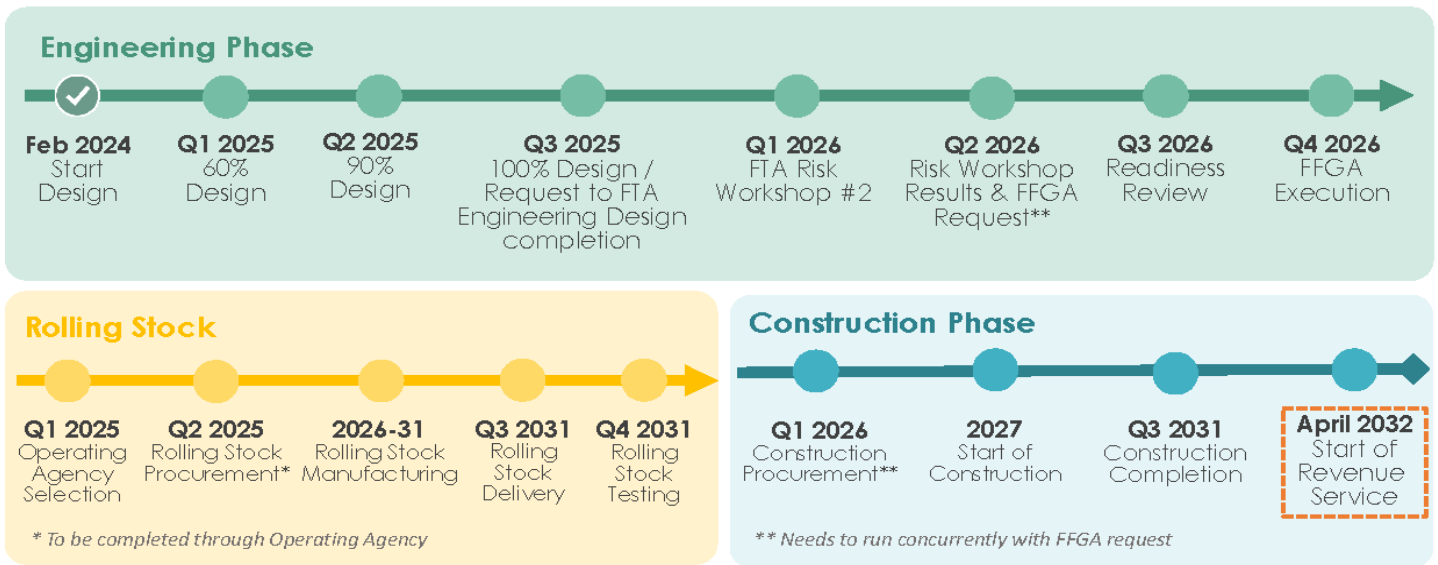 Engineering Phase
Feb 2024
Start
Design
Q1 2025
60%
Design
Q2 2025
90%
Design
Q3 2025
100% Design /
Request to FTA
Engineering Design
completion
Q1 2026
FTA Risk
Workshop #2
Q2 2026
Risk Workshop
Results & FFGA
Request**
Q3 2026
Readiness
Review
Q4 2026
FFGA
Execution
Rolling Stock
Q1 2025
Operating
Agency
Selection
Q2 2025
Rolling Stock
Procurement*
2026-31
Rolling Stock
Manufacturing
Q3 2031
Rolling
Stock
Delivery
Q4 2031
Rolling
Stock
Testing
* To be completed through Operating Agency
Construction Phase
Q1 2026
Construction
Procurement**
2027
Start of
Construction
Q3 2031
Construction
Completion
April 2032
Start of
Revenue
Service
** Needs to run concurrently with FFGA request